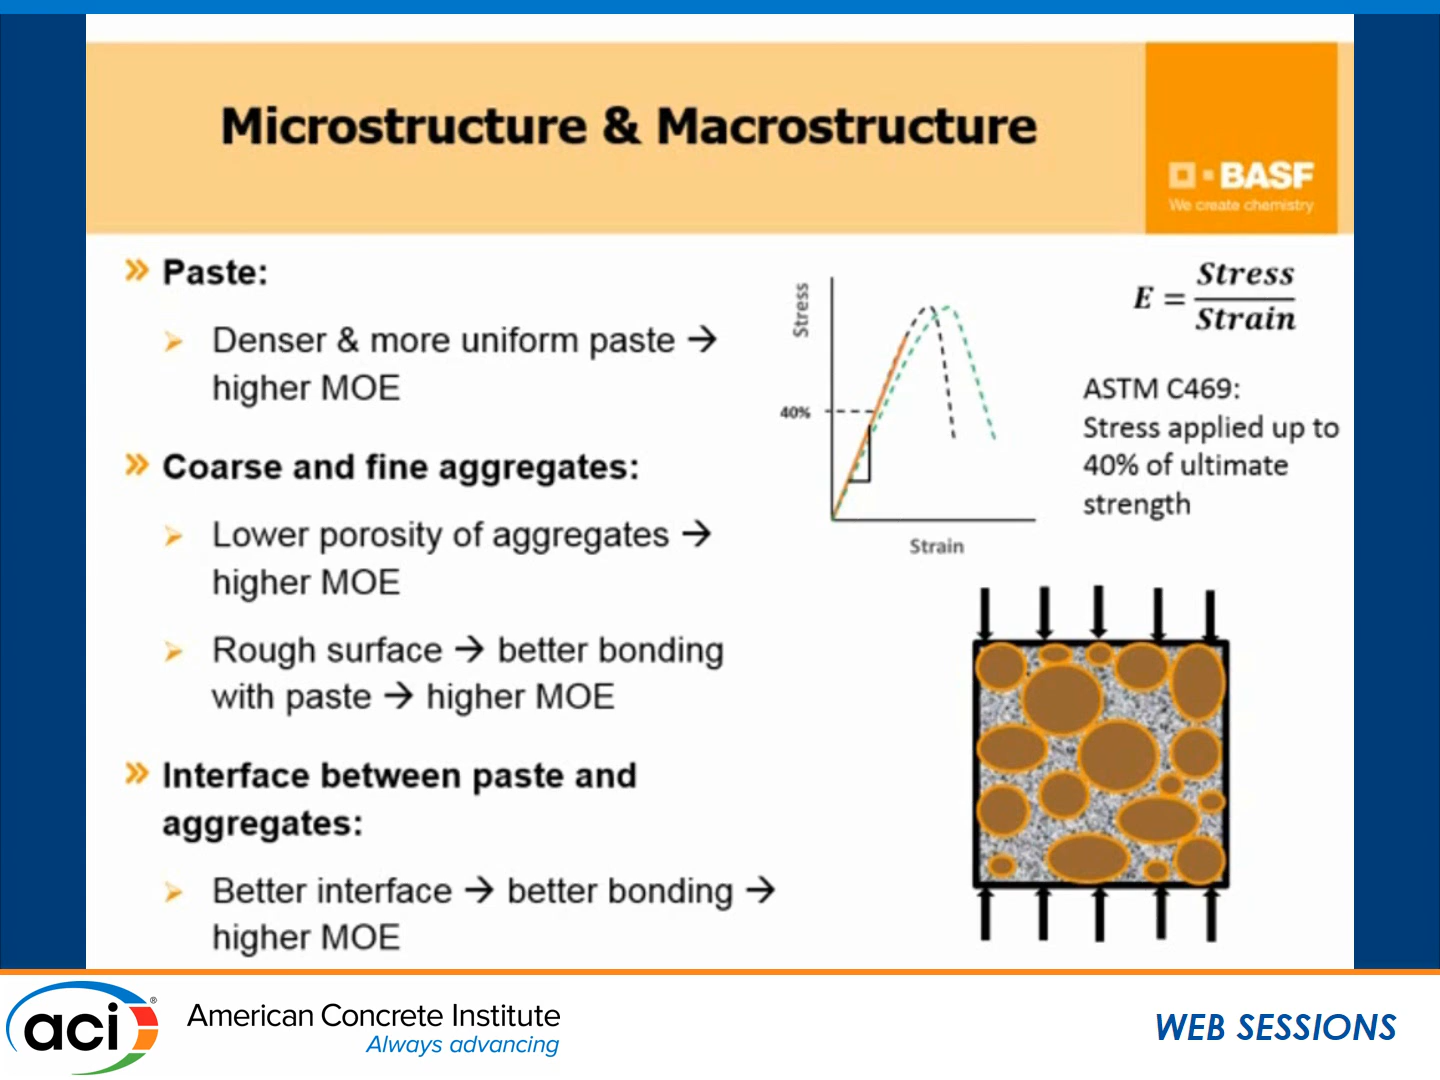 Microstructure & Macrostructure
BASF
We create chemistry
Paste:
Denser & more uniform paste →
higher MOE
Coarse and fine aggregates:
Lower porosity of aggregates →
higher MOE
Rough surface → better bonding
with paste → higher MOE
Interface between paste and
aggregates:
Better interface → better bonding →
higher MOE
Stress
40%
Strain
E = Stress
Strain
ASTM C469:
Stress applied up to
40% of ultimate
strength
aci®
American Concrete Institute
Always advancing
WEB SESSIONS